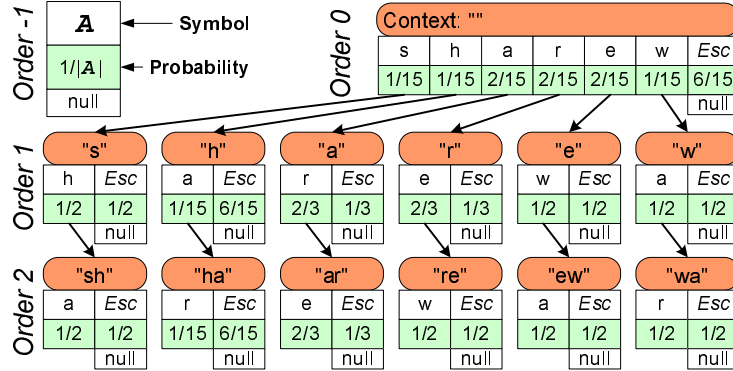 Order -1
A
Symbol
1/|A|
Probability
null
Order 0
Context: ""
s h a r e w Esc
1/15 1/15 2/15 2/15 2/15 1/15 6/15
null
Order 1
"s" "h" "a" "r" "e" "w"
h Esc a Esc r Esc e Esc w Esc a Esc
1/2 1/2 1/15 6/15 2/3 1/3 2/3 1/3 1/2 1/2 1/2 1/2
null null null null null null
Order 2
"sh" "ha" "ar" "re" "ew" "wa"
a Esc r Esc e Esc w Esc a Esc r Esc
1/2 1/2 1/15 6/15 2/3 1/3 1/2 1/2 1/2 1/2 1/2 1/2
null null null null null null